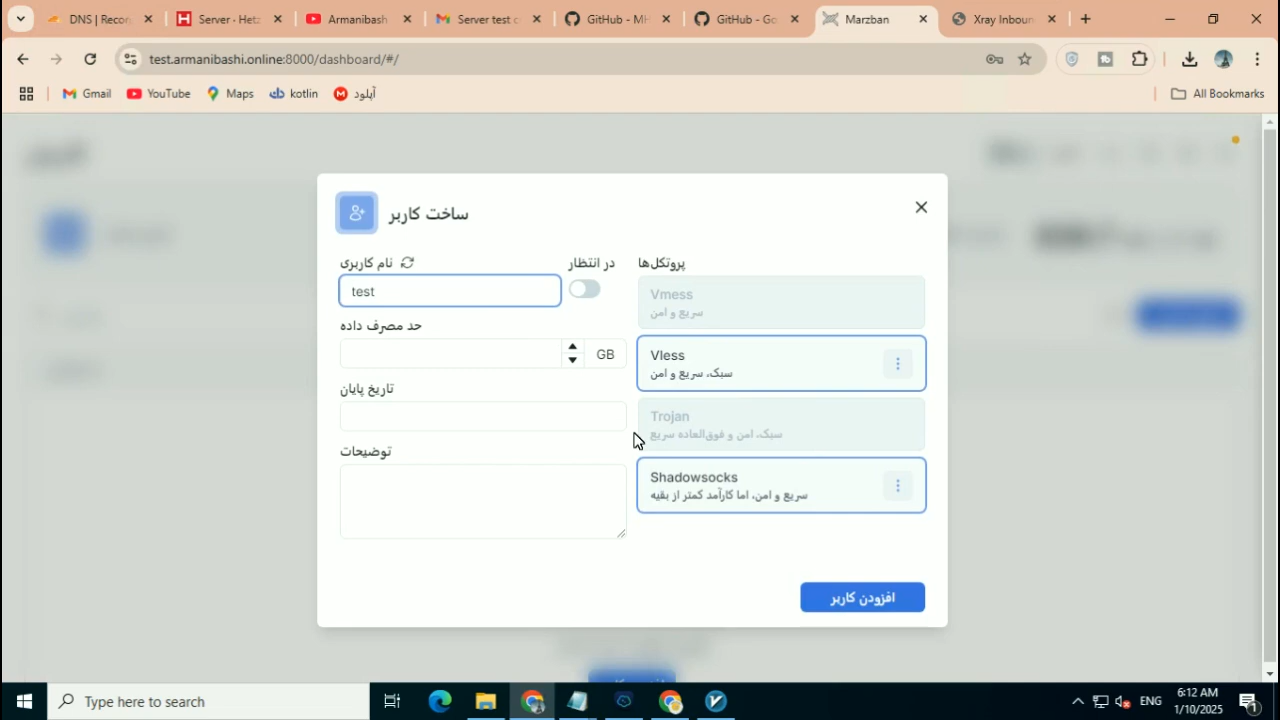 DNS | Recor
Server · Hetz
Armanibash
Server test c
GitHub - MH
GitHub - Go
Marzban
Xray Inboun
test.armanibashi.online:8000/dashboard/#/
Gmail
YouTube
Maps
kotlin
آپلود
All Bookmarks
ساخت کاربر
نام کاربری
در انتظار
test
حد مصرف داده
GB
تاریخ پایان
توضیحات
پروتکل‌ها
Vmess
سریع و امن
Vless
سبک، سریع و امن
Trojan
سبک، امن و فوق‌العاده سریع
Shadowsocks
سریع و امن، اما کارآمد کمتر از بقیه
افزودن کاربر
Type here to search
ENG
6:12 AM
1/10/2025
1